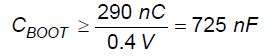 C_BOOT ≥ 290 nC / 0.4 V = 725 nF